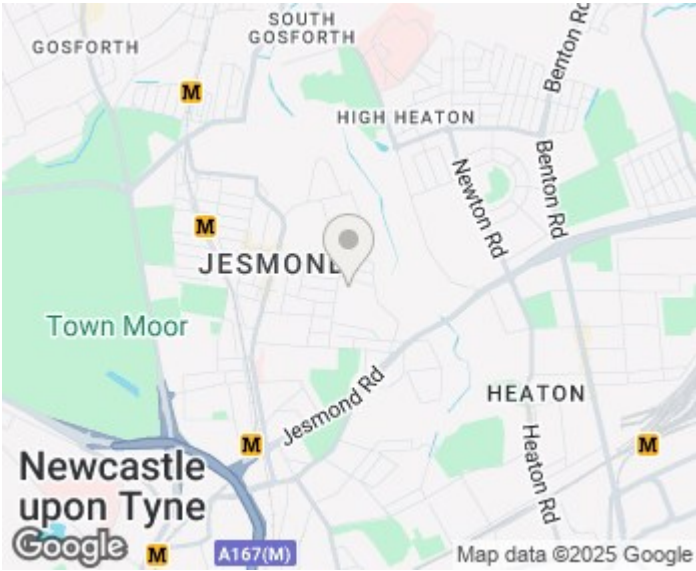 SOUTH
GOSFORTH
GOSFORTH
Benton Rd
M
HIGH HEATON
Newton Rd
Benton Rd
M
JESMOND
Town Moor
Jesmond Rd
HEATON
M
Heaton Rd
M
Newcastle
upon Tyne
Google
M
A167(M)
Map data ©2025 Google